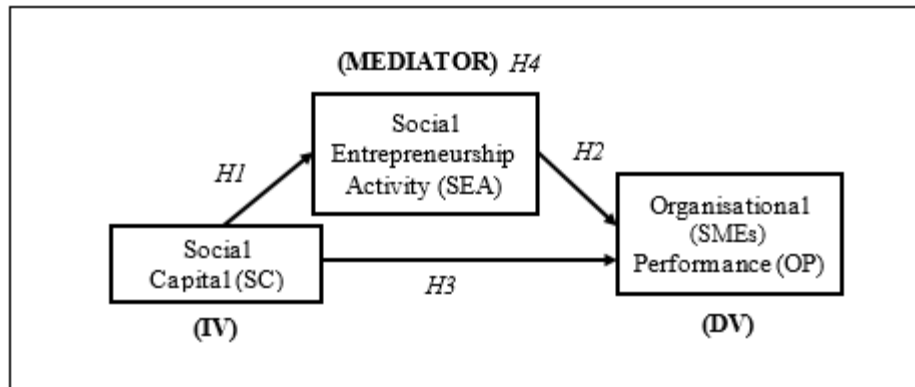 (MEDIATOR) H4
Social
Entrepreneurship
Activity (SEA)
H1
H2
Organisational
(SMEs)
Performance (OP)
Social
Capital (SC)
H3
(IV)
(DV)